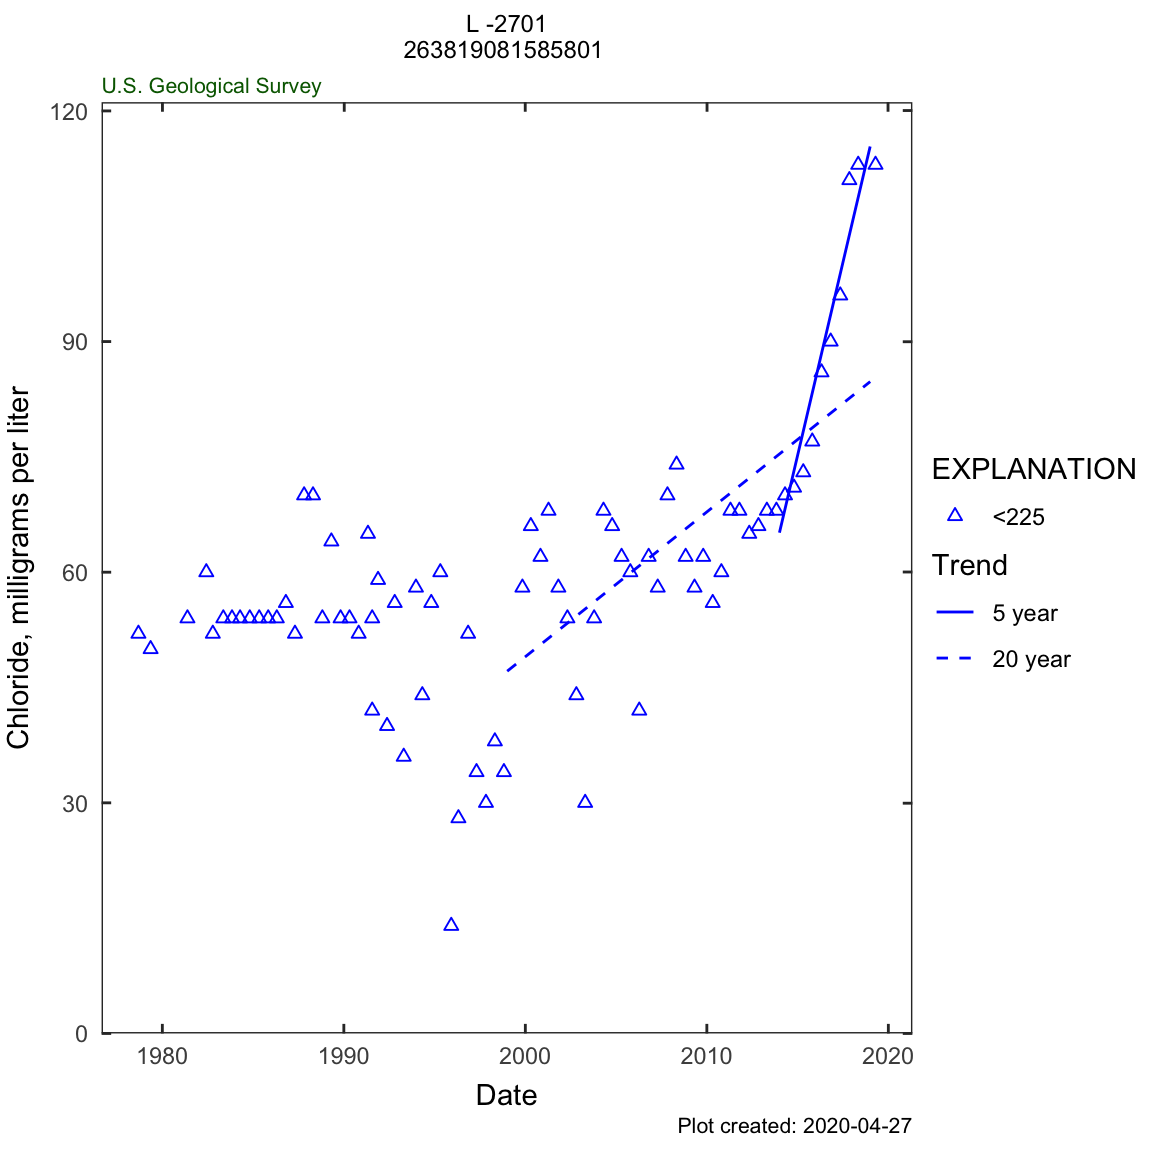 L -2701
263819081585801
U.S. Geological Survey
120
90
60
30
0
Chloride, milligrams per liter
1980
1990
2000
2010
2020
Date
EXPLANATION
<225
Trend
5 year
20 year
Plot created: 2020-04-27